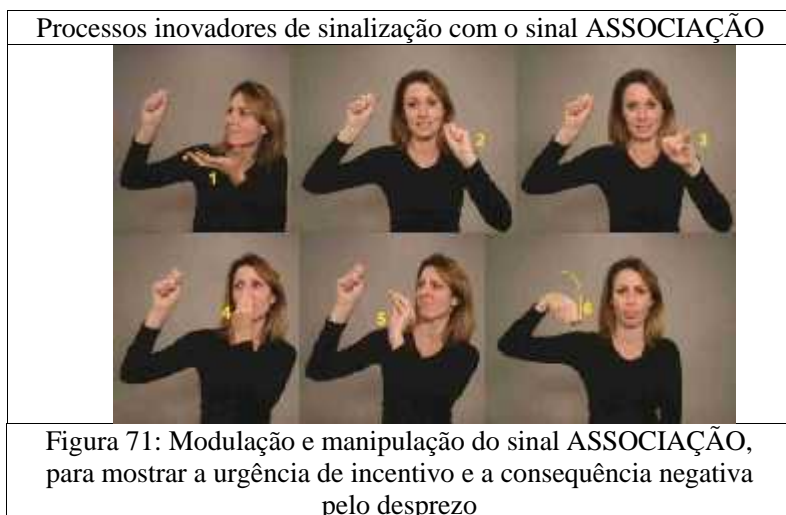 Processos inovadores de sinalização com o sinal ASSOCIAÇÃO
1
2
3
4
5
6
Figura 71: Modulação e manipulação do sinal ASSOCIAÇÃO,
para mostrar a urgência de incentivo e a consequência negativa
pelo desprezo